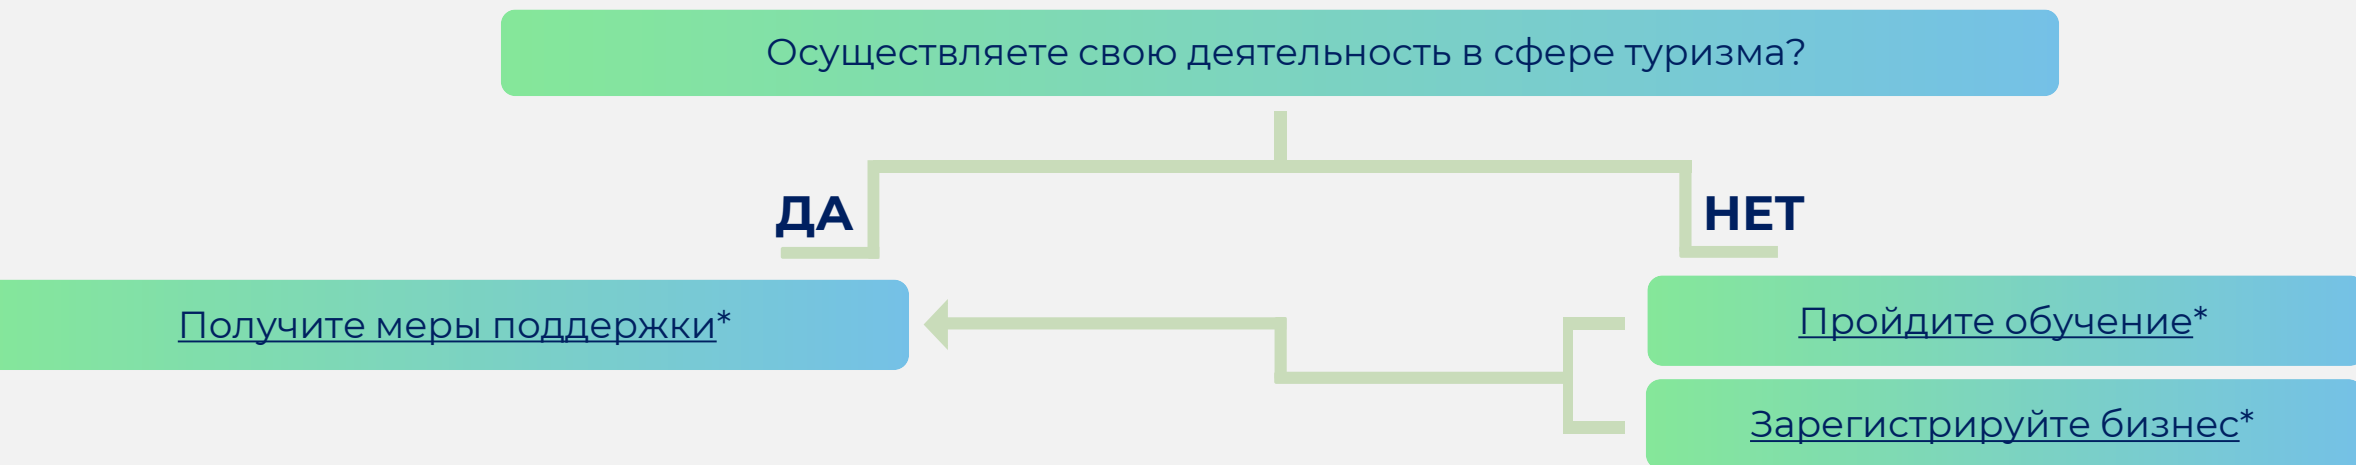 Осуществляете свою деятельность в сфере туризма?
ДА
НЕТ
Получите меры поддержки*
Пройдите обучение*
Зарегистрируйте бизнес*